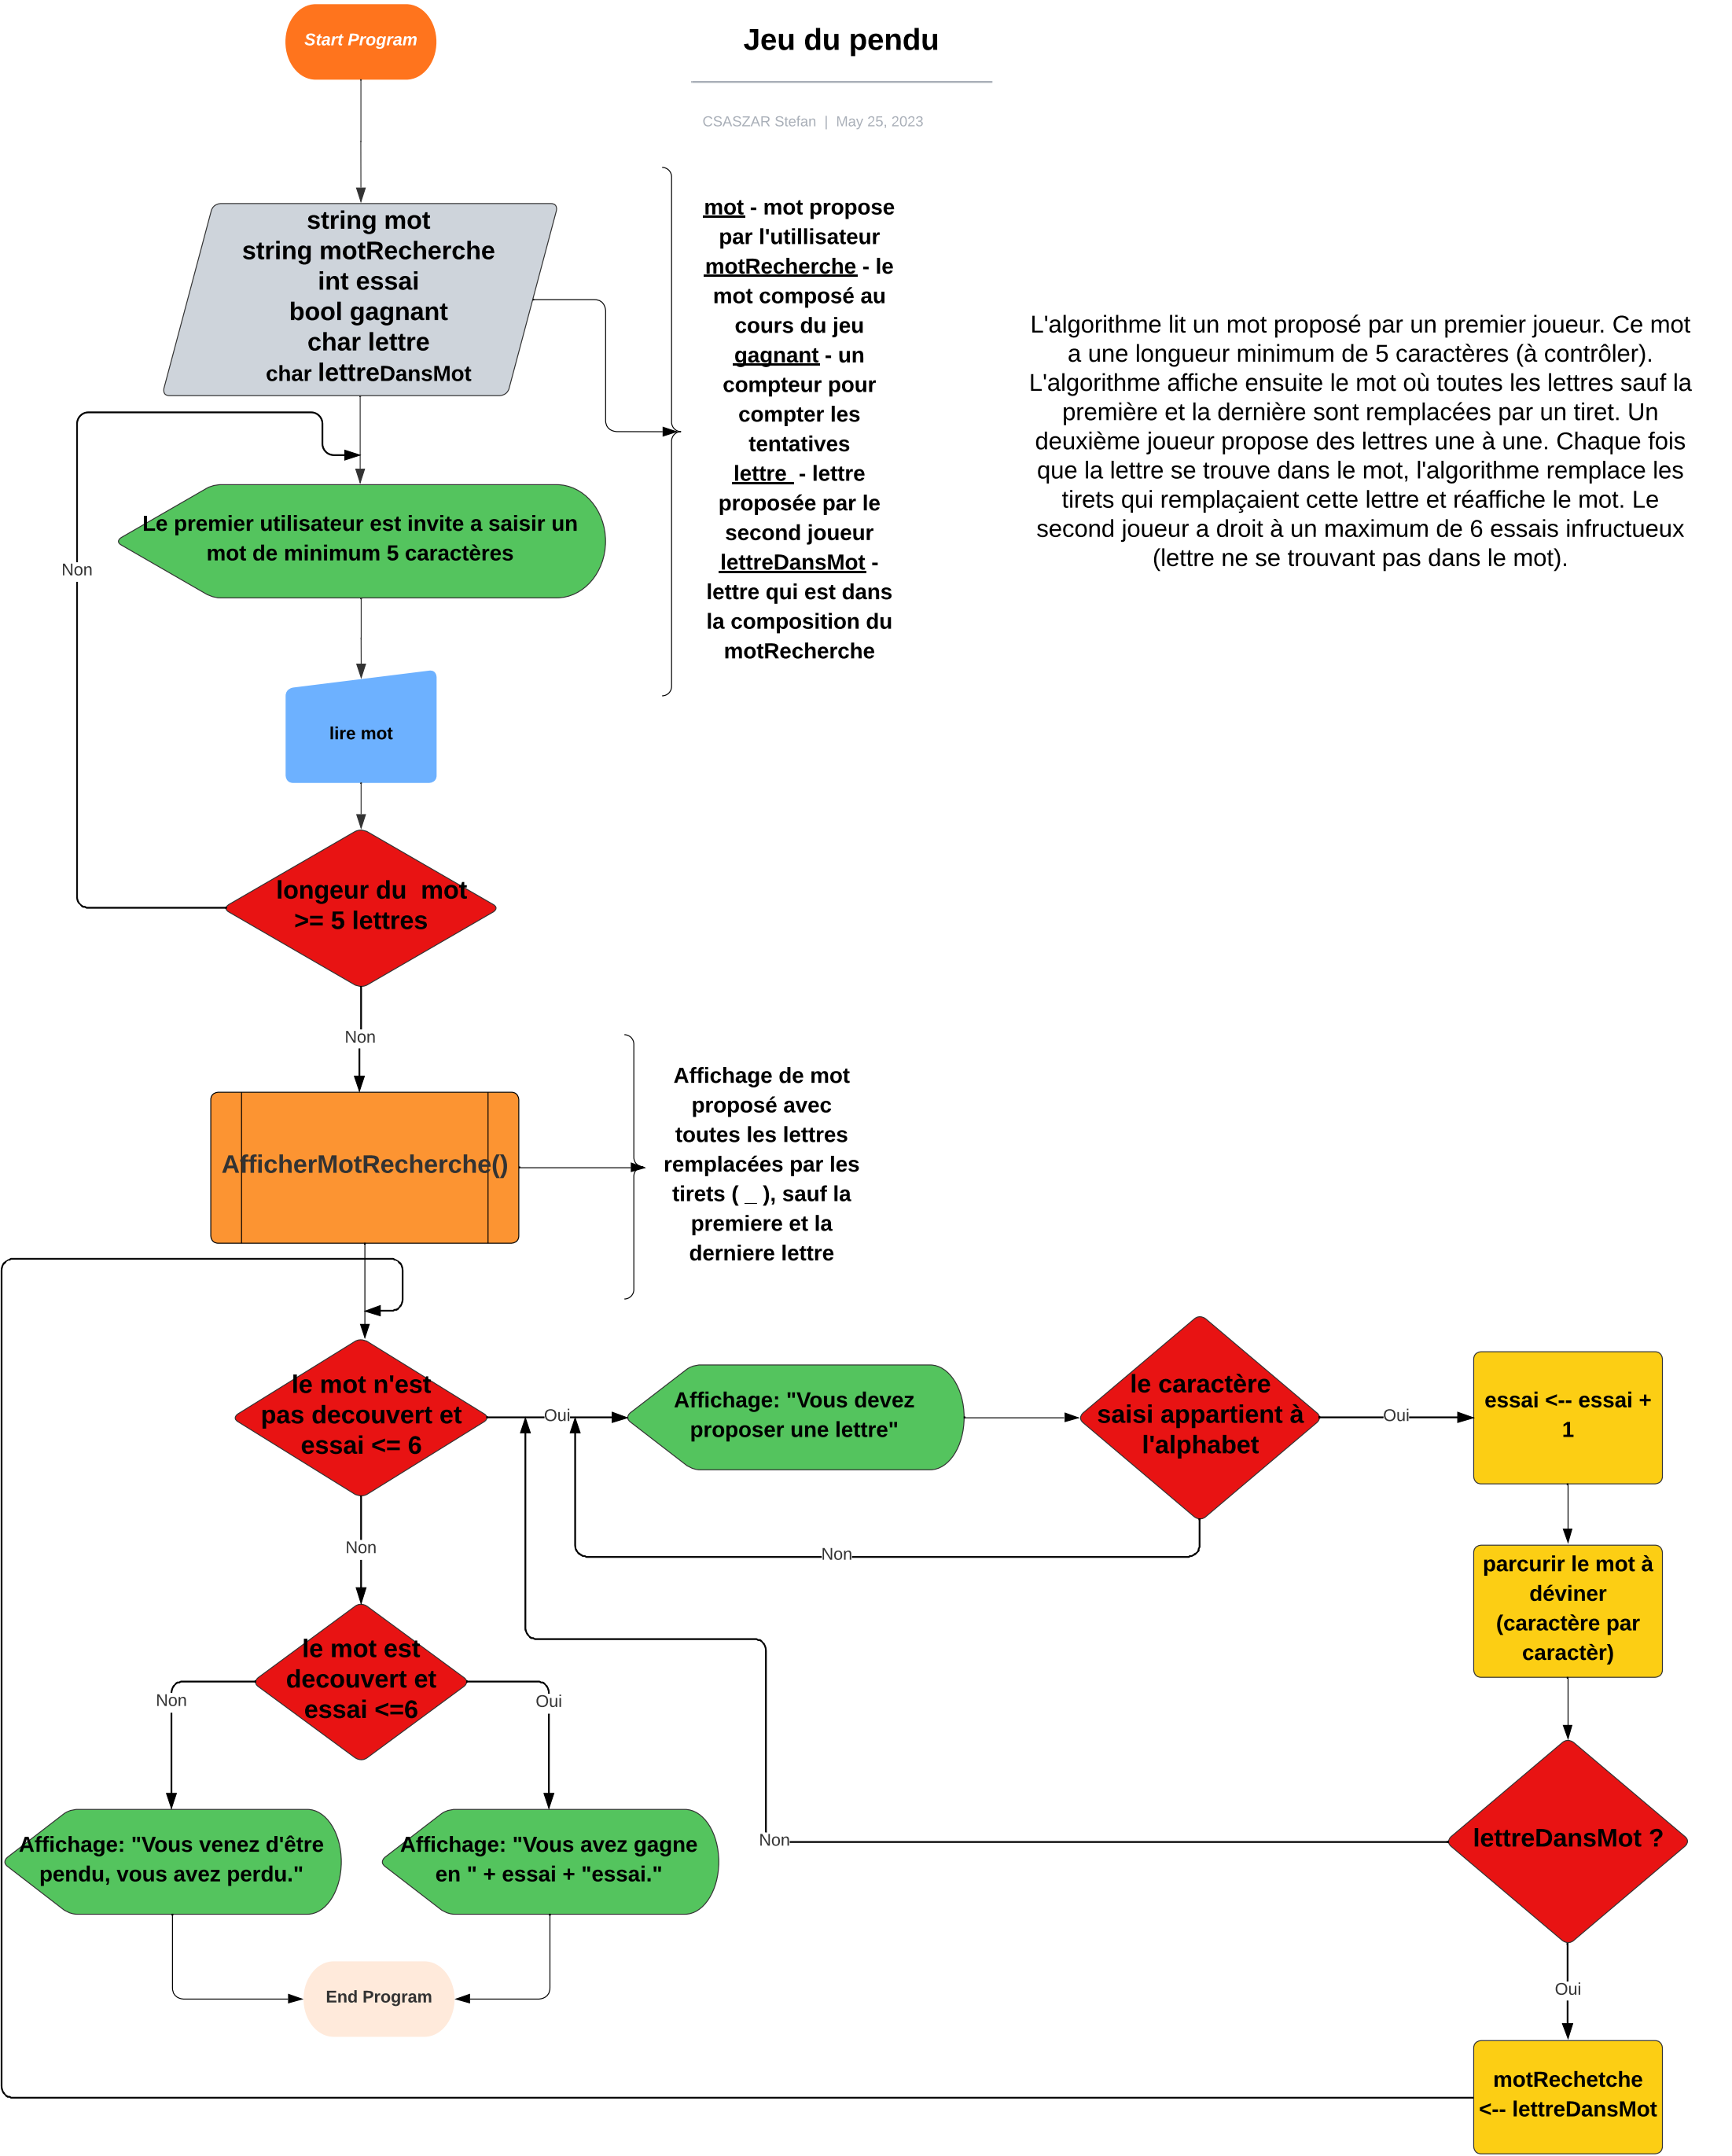 Start Program
Jeu du pendu
CSASZAR Stefan | May 25, 2023
string mot
string motRecherche
int essai
bool gagnant
char lettre
char lettreDansMot
mot - mot propose
par l'utillisateur
motRecherche - le
mot composé au
cours du jeu
gagnant - un
compteur pour
compter les
tentatives
lettre - lettre
proposée par le
second joueur
lettreDansMot -
lettre qui est dans
la composition du
motRecherche
L'algorithme lit un mot proposé par un premier joueur. Ce mot
a une longueur minimum de 5 caractères (à contrôler).
L'algorithme affiche ensuite le mot où toutes les lettres sauf la
première et la dernière sont remplacées par un tiret. Un
deuxième joueur propose des lettres une à une. Chaque fois
que la lettre se trouve dans le mot, l'algorithme remplace les
tirets qui remplaçaient cette lettre et réaffiche le mot. Le
second joueur a droit à un maximum de 6 essais infructueux
(lettre ne se trouvant pas dans le mot).
Le premier utilisateur est invite a saisir un
mot de minimum 5 caractères
Non
lire mot
longeur du mot
>= 5 lettres
Non
AfficherMotRecherche()
Affichage de mot
proposé avec
toutes les lettres
remplacées par les
tirets ( _ ), sauf la
premiere et la
derniere lettre
le mot n'est
pas decouvert et
essai <= 6
Oui
Affichage: "Vous devez
proposer une lettre"
le caractère
saisi appartient à
l'alphabet
Oui
essai <-- essai +
1
Non
Non
parcurir le mot à
déviner
(caractère par
caractèr)
le mot est
decouvert et
essai <=6
Non
Oui
lettreDansMot ?
Non
Affichage: "Vous venez d'être
pendu, vous avez perdu."
Affichage: "Vous avez gagne
en " + essai + "essai."
End Program
Oui
motRechetche
<-- lettreDansMot